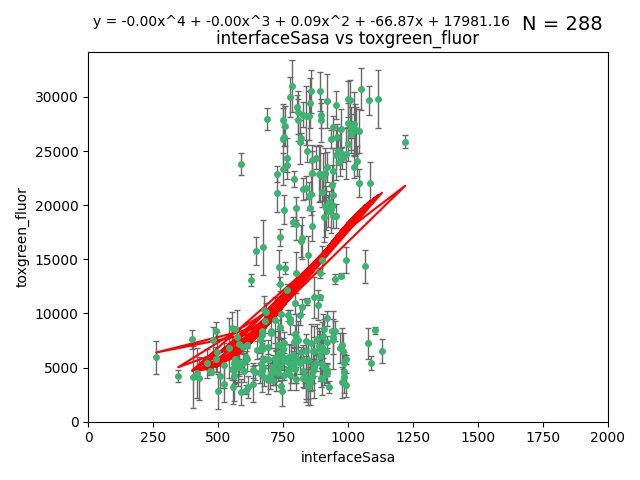 y = -0.00x^4 + -0.00x^3 + 0.09x^2 + -66.87x + 17981.16 N = 288
interfaceSasa vs toxgreen_fluor
toxgreen_fluor
30000
25000
20000
15000
10000
5000
0
0 250 500 750 1000 1250 1500 1750 2000
interfaceSasa